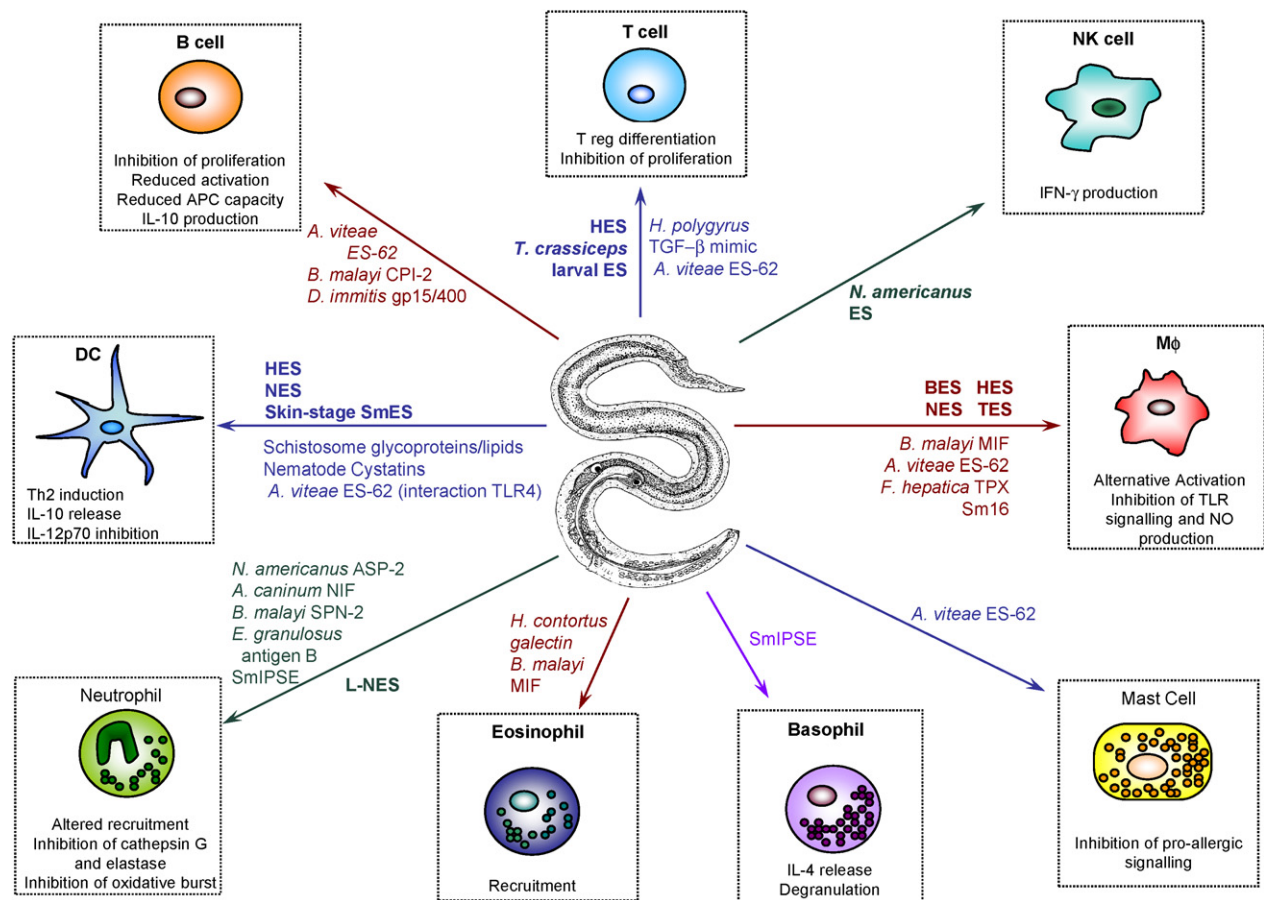 B cell
Inhibition of proliferation
Reduced activation
Reduced APC capacity
IL-10 production
T cell
T reg differentiation
Inhibition of proliferation
NK cell
IFN-γ production
A. viteae
ES-62
B. malayi CPI-2
D. immitis gp15/400
HES
T. crassiceps
larval ES
H. polygyrus
TGF–β mimic
A. viteae ES-62
N. americanus
ES
DC
Th2 induction
IL-10 release
IL-12p70 inhibition
HES
NES
Skin-stage SmES
Schistosome glycoproteins/lipids
Nematode Cystatins
A. viteae ES-62 (interaction TLR4)
BES HES
NES TES
B. malayi MIF
A. viteae ES-62
F. hepatica TPX
Sm16
Mϕ
Alternative Activation
Inhibition of TLR
signalling and NO
production
N. americanus ASP-2
A. caninum NIF
B. malayi SPN-2
E. granulosus
antigen B
SmIPSE
L-NES
H. contortus
galectin
B. malayi
MIF
SmIPSE
A. viteae ES-62
Neutrophil
Altered recruitment
Inhibition of cathepsin G
and elastase
Inhibition of oxidative burst
Eosinophil
Recruitment
Basophil
IL-4 release
Degranulation
Mast Cell
Inhibition of pro-allergic
signalling